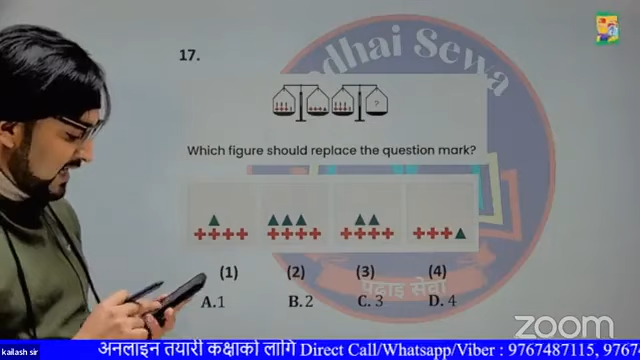 17.
dhai Sewa
?
Which figure should replace the question mark?
(1) (2) (3) (4)
A.1 B.2 C. 3 D. 4
पढाइ सेवा
zoom
kailash sir
अनलाइन तयारी कक्षाको लागि Direct Call/Whatsapp/Viber : 9767487115, 9767